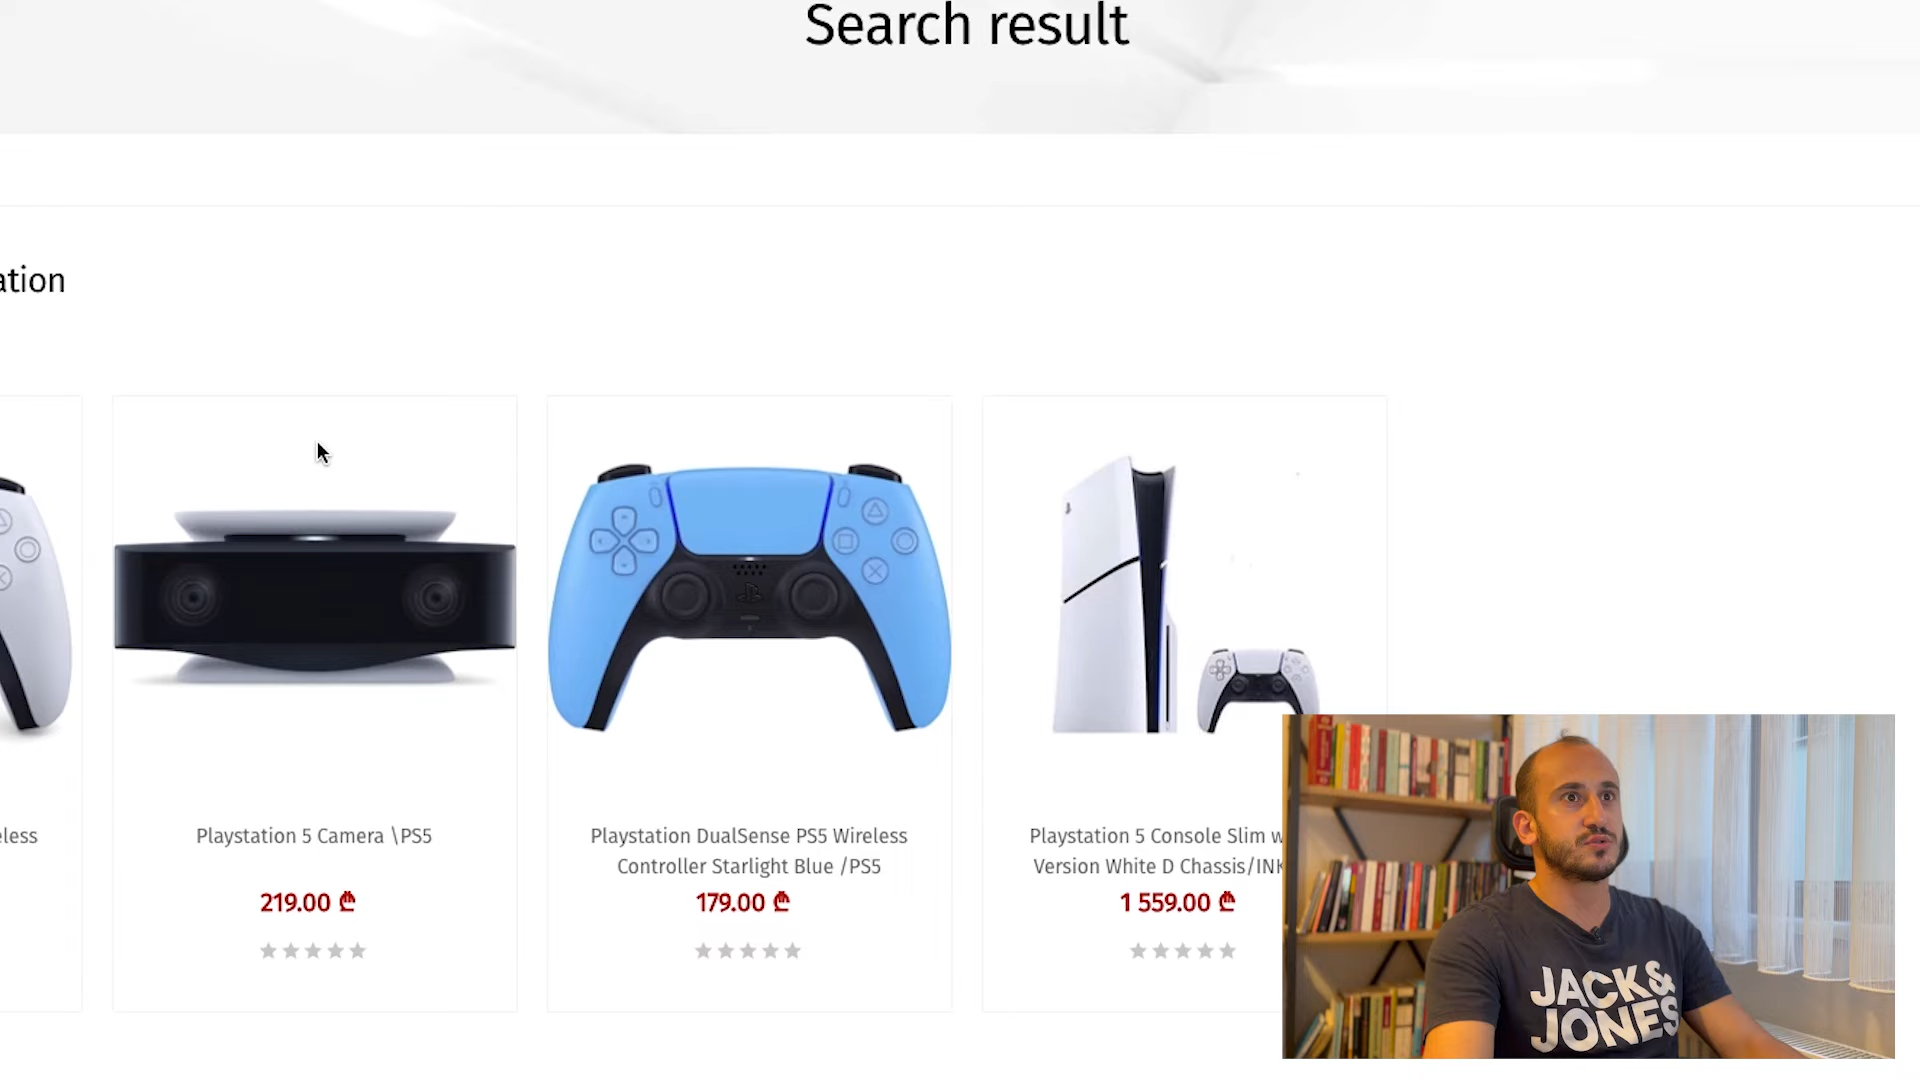 Search result
ation
eless
Playstation 5 Camera \PS5
219.00 ₾
Playstation DualSense PS5 Wireless
Controller Starlight Blue /PS5
179.00 ₾
Playstation 5 Console Slim w
Version White D Chassis/INK
1 559.00 ₾
JACK&
JONES